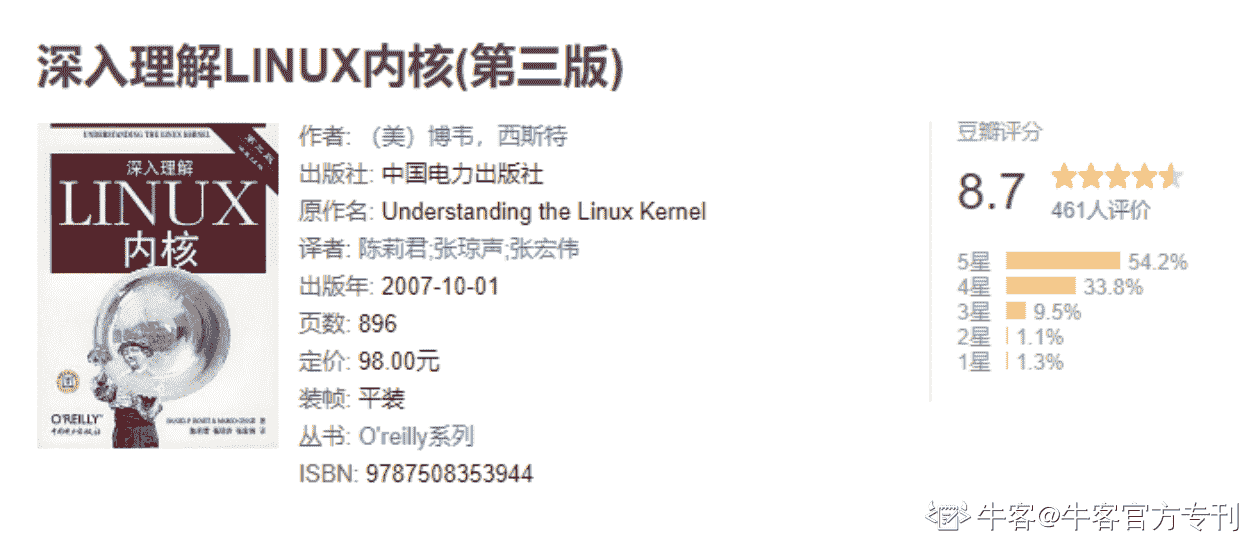 深入理解LINUX内核(第三版)
UNDERSTANDING THE LINUX KERNEL
第三版
深入理解
LINUX
内核
O'REILLY
作者: （美）博韦，西斯特
出版社: 中国电力出版社
原作名: Understanding the Linux Kernel
译者: 陈莉君;张琼声;张宏伟
出版年: 2007-10-01
页数: 896
定价: 98.00元
装帧: 平装
丛书: O'reilly系列
ISBN: 9787508353944
豆瓣评分
8.7
461人评价
5星 54.2%
4星 33.8%
3星 9.5%
2星 1.1%
1星 1.3%
牛客@牛客官方专刊